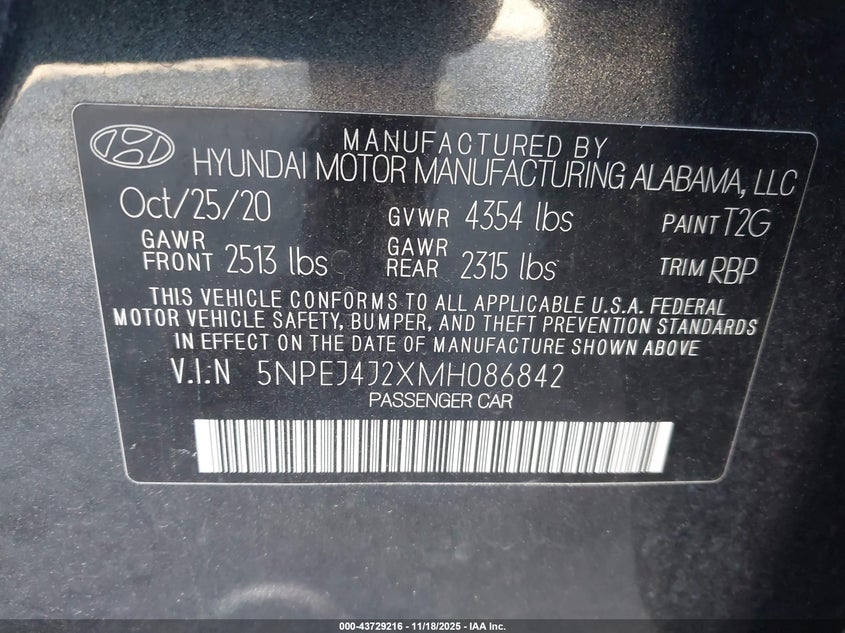 MANUFACTURED BY
HYUNDAI MOTOR MANUFACTURING ALABAMA, LLC
Oct/25/20 GVWR 4354 lbs PAINT T2G
GAWR FRONT 2513 lbs GAWR REAR 2315 lbs TRIM RBP
THIS VEHICLE CONFORMS TO ALL APPLICABLE U.S.A. FEDERAL
MOTOR VEHICLE SAFETY, BUMPER, AND THEFT PREVENTION STANDARDS
IN EFFECT ON THE DATE OF MANUFACTURE SHOWN ABOVE
V.I.N 5NPEJ4J2XMH086842
PASSENGER CAR
000-43729216 - 11/18/2025 - IAA Inc.